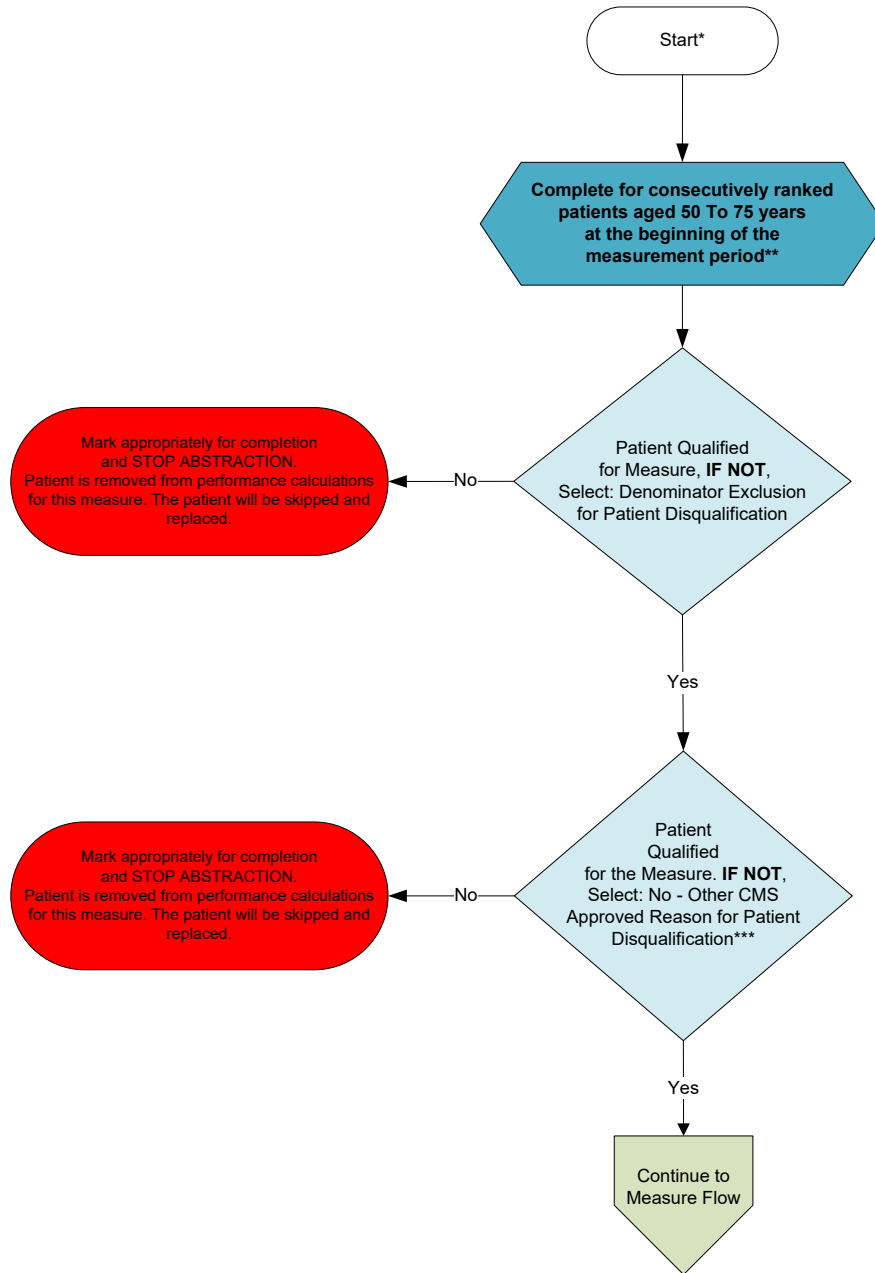 Start*
Complete for consecutively ranked
patients aged 50 To 75 years
at the beginning of the
measurement period**
Patient Qualified
for Measure, IF NOT,
Select: Denominator Exclusion
for Patient Disqualification
No
Mark appropriately for completion
and STOP ABSTRACTION.
Patient is removed from performance calculations
for this measure. The patient will be skipped and
replaced.
Yes
Patient
Qualified
for the Measure. IF NOT,
Select: No - Other CMS
Approved Reason for Patient
Disqualification***
No
Mark appropriately for completion
and STOP ABSTRACTION.
Patient is removed from performance calculations
for this measure. The patient will be skipped and
replaced.
Yes
Continue to
Measure Flow